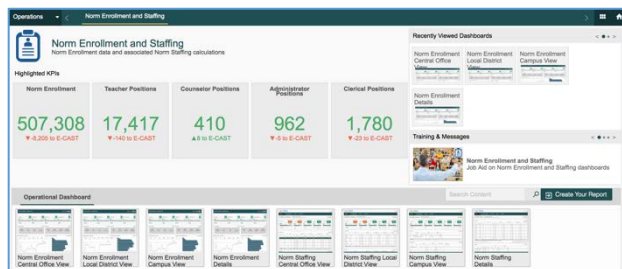 Operations
Norm Enrollment and Staffing
Norm Enrollment and Staffing
Norm Enrollment data and associated Norm Staffing calculations
Highlighted KPIs
Norm Enrollment
507,308
▼-8,205 to E-CAST
Teacher Positions
17,417
▼-140 to E-CAST
Counselor Positions
410
▲8 to E-CAST
Administrator Positions
962
▼-9 to E-CAST
Clerical Positions
1,780
▼-23 to E-CAST
Recently Viewed Dashboards
Norm Enrollment
Central Office
View
Norm Enrollment
Local District
View
Norm Enrollment
Campus View
Norm Enrollment
Details
Training & Messages
Norm Enrollment and Staffing
Job Aid on Norm Enrollment and Staffing dashboards
Operational Dashboard
Search Content
Create Your Report
Norm Enrollment
Central Office View
Norm Enrollment
Local District View
Norm Enrollment
Campus View
Norm Enrollment
Details
Norm Staffing
Central Office View
Norm Staffing Local
District View
Norm Staffing
Campus View
Norm Staffing
Details